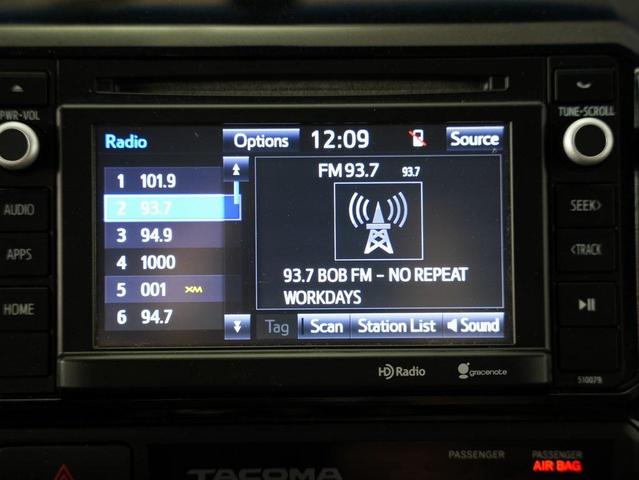 PWR·VOL
TUNE·SCROLL
Radio
Options
12:09
Source
1 101.9
2 93.7
3 94.9
4 1000
5 001 XM
6 94.7
FM 93.7 93.7
93.7 BOB FM - NO REPEAT
WORKDAYS
Tag
Scan
Station List
Sound
AUDIO
APPS
HOME
SEEK>
<TRACK
HD Radio
gracenote
510079
PASSENGER
PASSENGER
AIR BAG
TACOMA